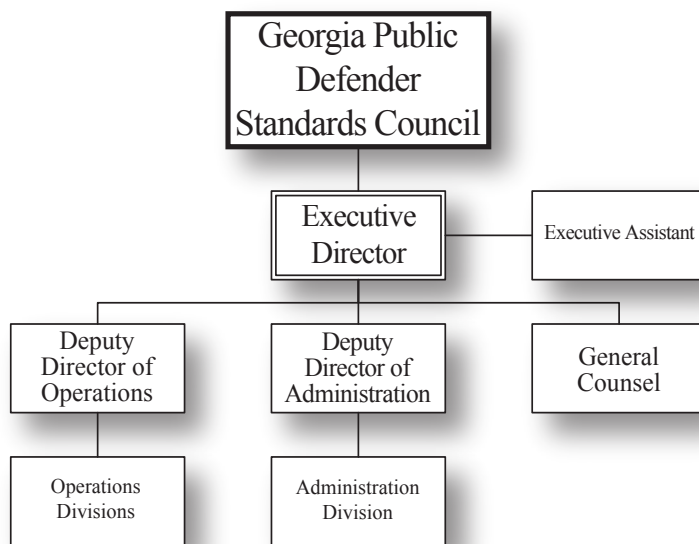 Georgia Public
Defender
Standards Council
Executive
Director
Executive Assistant
Deputy
Director of
Operations
Deputy
Director of
Administration
General
Counsel
Operations
Divisions
Administration
Division